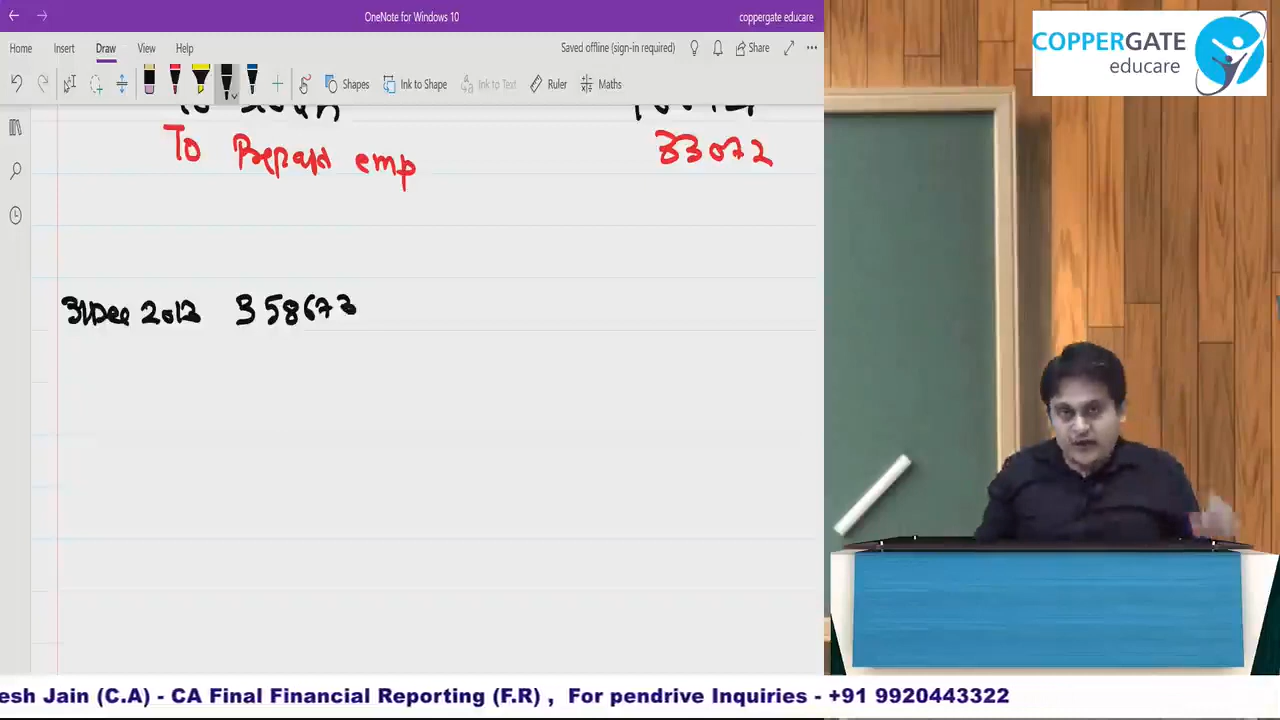 OneNote for Windows 10
coppergate educare
Home Insert Draw View Help
Saved offline (sign-in required)
Share
Shapes
Ink to Shape
Ink to Text
Ruler
Maths
To
To Prepaid emp 33072
31Dec 2013 358673
COPPERGATE
educare
esh Jain (C.A) - CA Final Financial Reporting (F.R) , For pendrive Inquiries - +91 9920443322